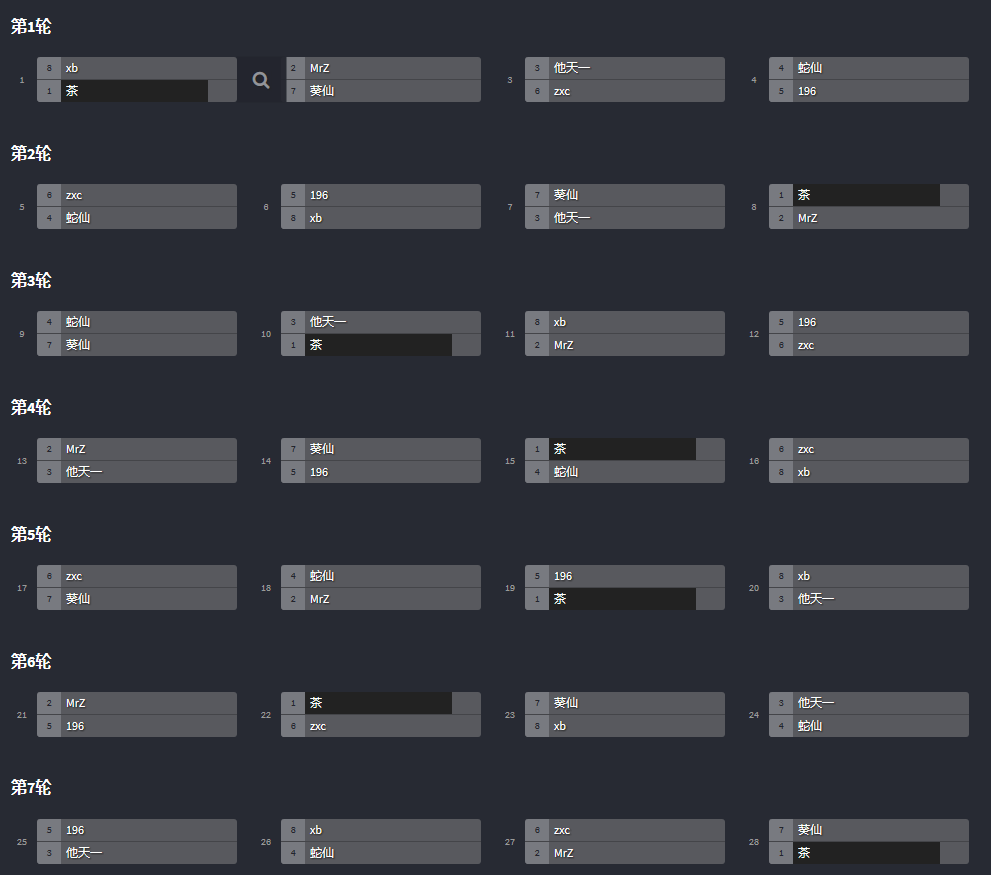 第1轮
1 8 xb
1 茶
2 MrZ
7 葵仙
3 3 他天一
6 zxc
4 4 蛇仙
5 196
第2轮
5 6 zxc
4 蛇仙
6 5 196
8 xb
7 7 葵仙
3 他天一
8 1 茶
2 MrZ
第3轮
9 4 蛇仙
7 葵仙
10 3 他天一
1 茶
11 8 xb
2 MrZ
12 5 196
6 zxc
第4轮
13 2 MrZ
3 他天一
14 7 葵仙
5 196
15 1 茶
4 蛇仙
16 6 zxc
8 xb
第5轮
17 6 zxc
7 葵仙
18 4 蛇仙
2 MrZ
19 5 196
1 茶
20 8 xb
3 他天一
第6轮
21 2 MrZ
5 196
22 1 茶
6 zxc
23 7 葵仙
8 xb
24 3 他天一
4 蛇仙
第7轮
25 5 196
3 他天一
26 8 xb
4 蛇仙
27 6 zxc
2 MrZ
28 7 葵仙
1 茶